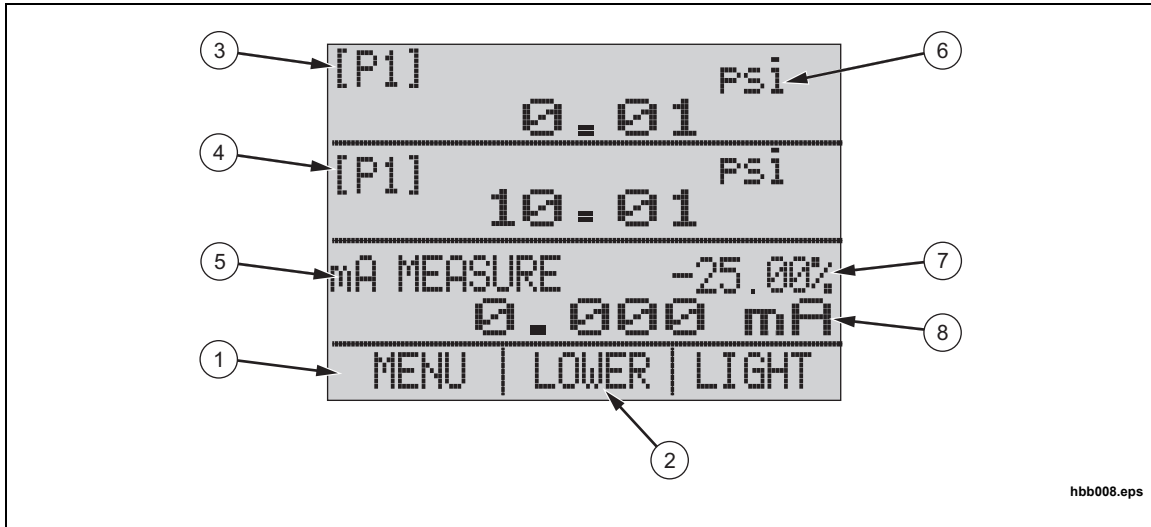 3
[P1] psi
6
0.01
4
[P1] psi
10.01
5
mA MEASURE -25.00%
7
0.000 mA
8
1
MENU LOWER LIGHT
2
hbb008.eps